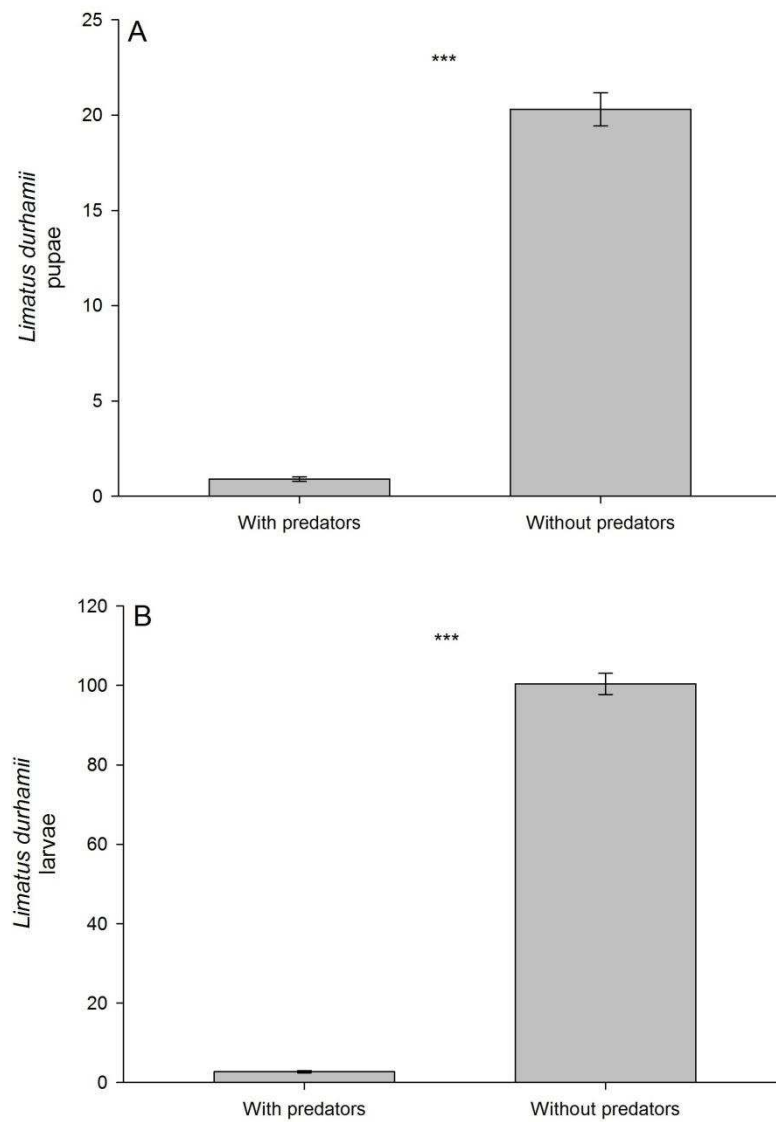 A
***
25
20
15
10
5
0
Limatus durhamii
pupae
With predators
Without predators
B
***
120
100
80
60
40
20
0
Limatus durhamii
larvae
With predators
Without predators